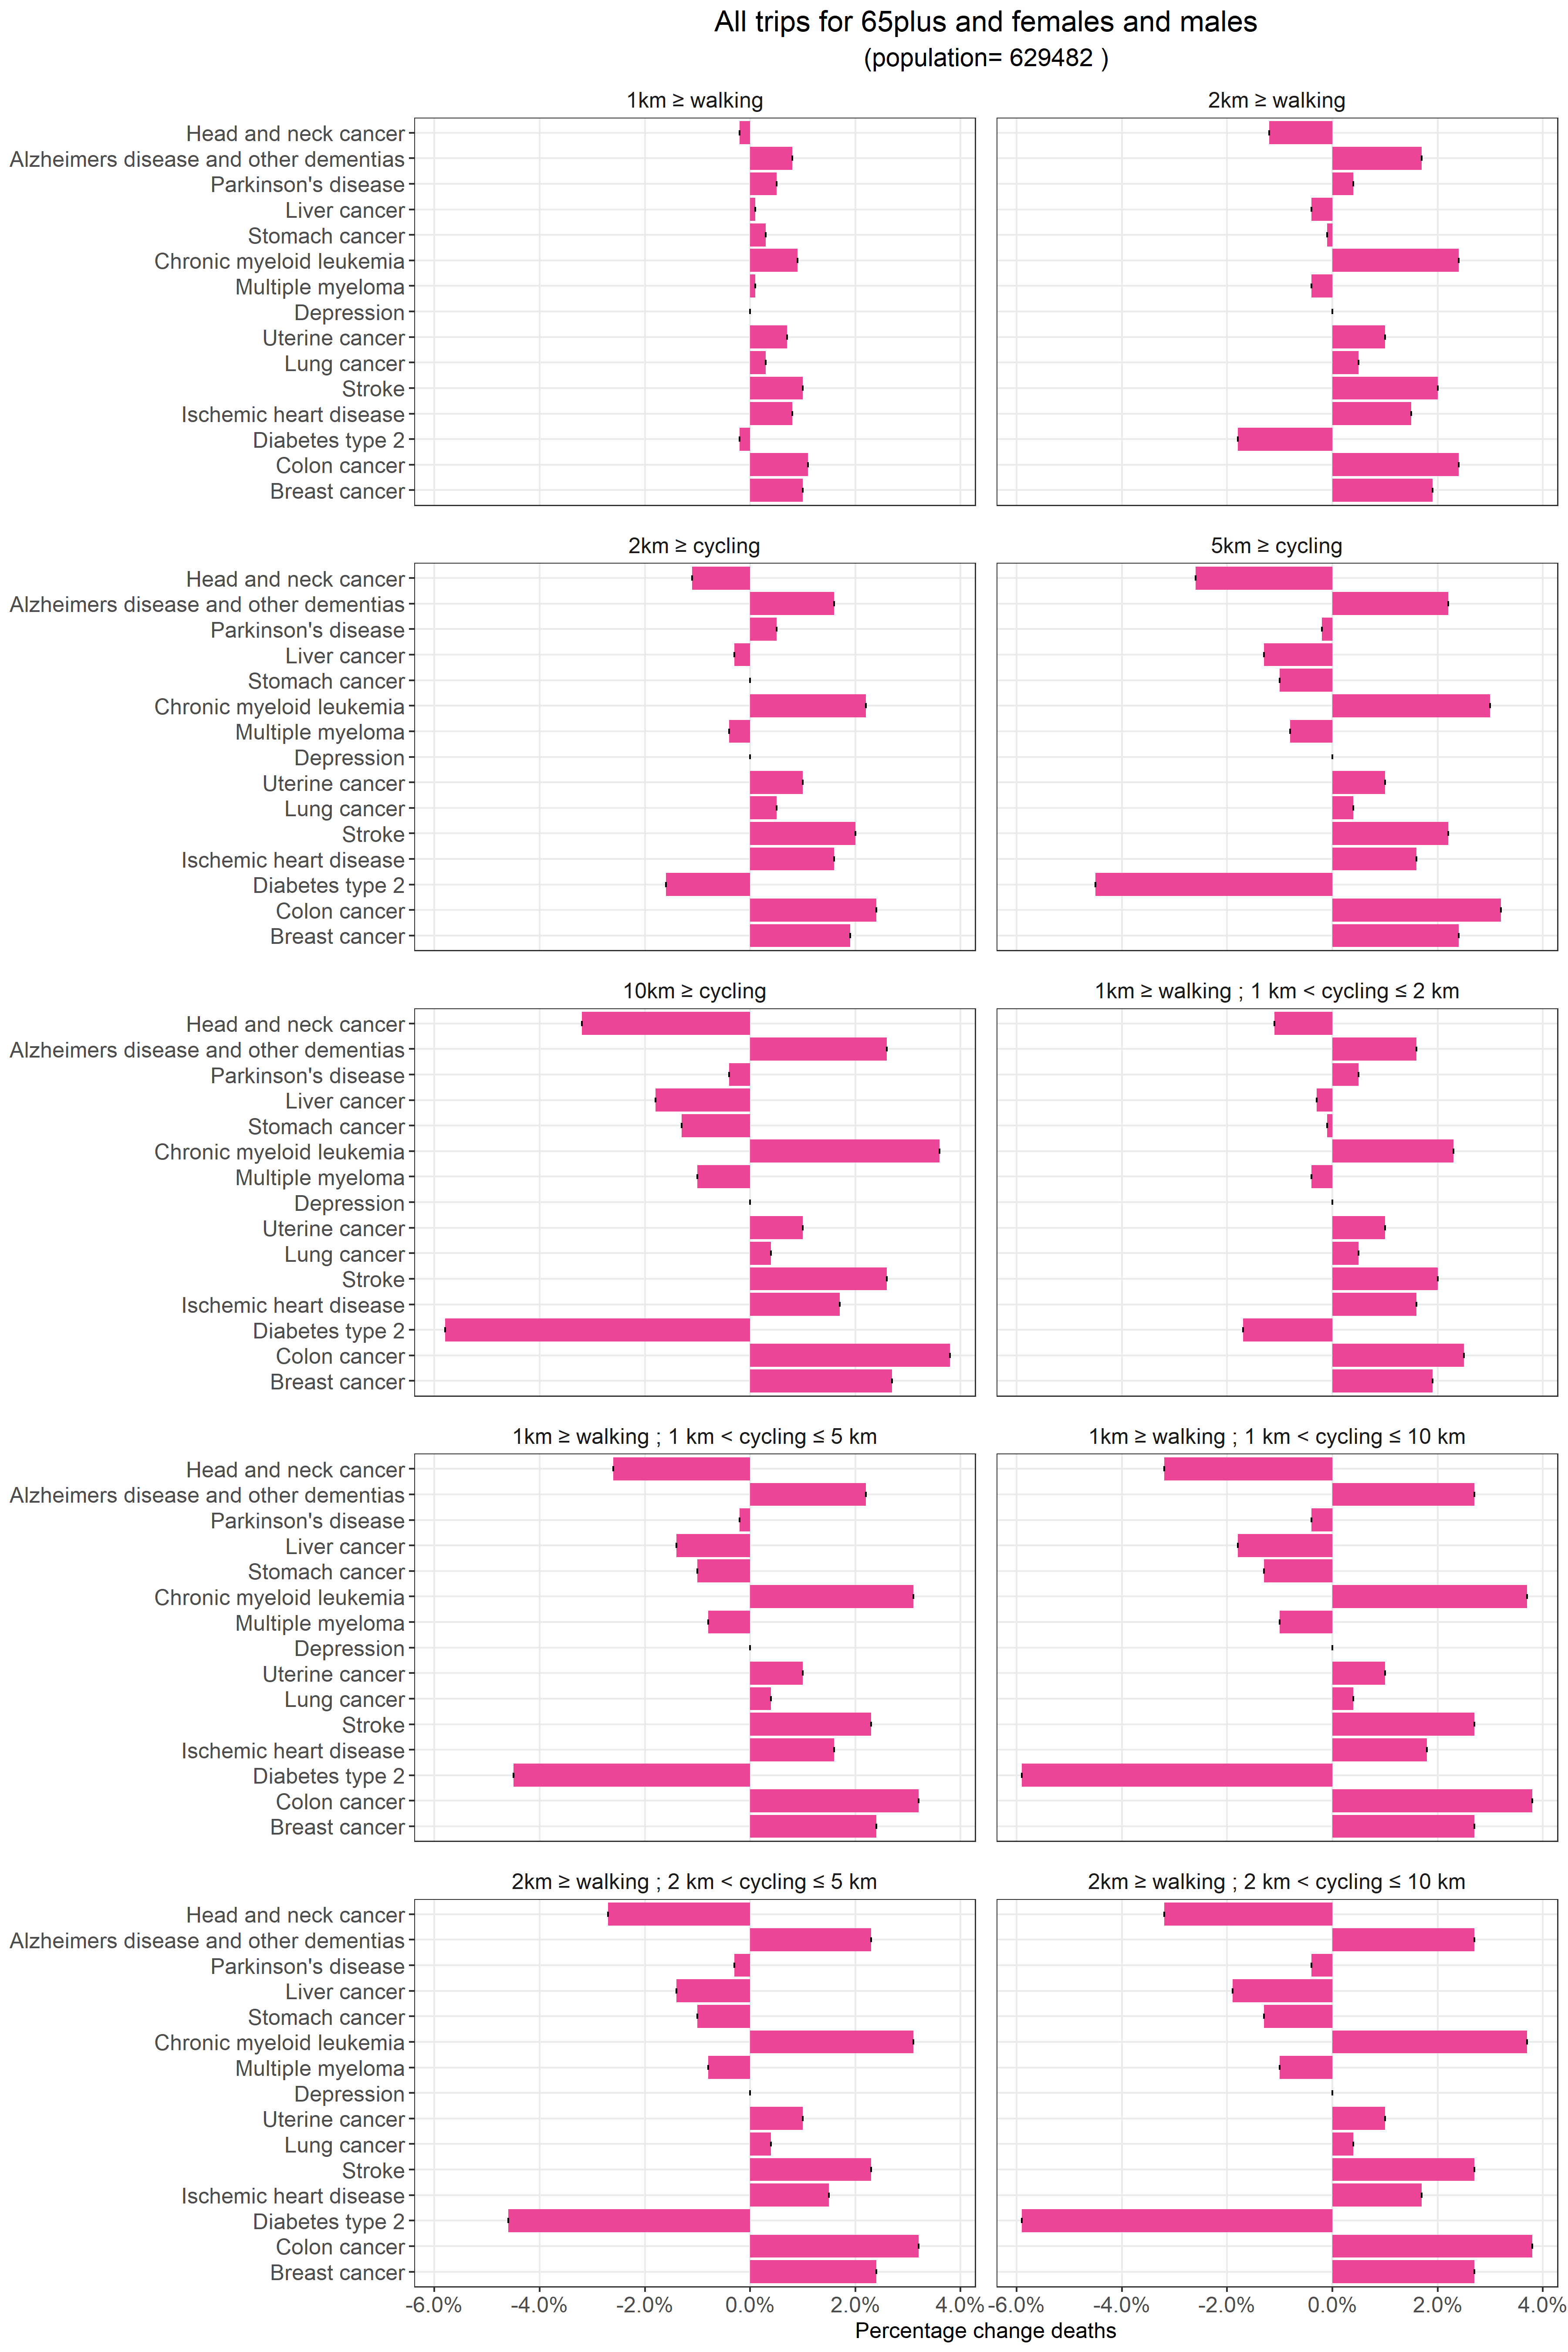 All trips for 65plus and females and males
(population= 629482 )
1km ≥ walking
2km ≥ walking
Head and neck cancer
Alzheimers disease and other dementias
Parkinson's disease
Liver cancer
Stomach cancer
Chronic myeloid leukemia
Multiple myeloma
Depression
Uterine cancer
Lung cancer
Stroke
Ischemic heart disease
Diabetes type 2
Colon cancer
Breast cancer
2km ≥ cycling
5km ≥ cycling
Head and neck cancer
Alzheimers disease and other dementias
Parkinson's disease
Liver cancer
Stomach cancer
Chronic myeloid leukemia
Multiple myeloma
Depression
Uterine cancer
Lung cancer
Stroke
Ischemic heart disease
Diabetes type 2
Colon cancer
Breast cancer
10km ≥ cycling
1km ≥ walking ; 1 km < cycling ≤ 2 km
Head and neck cancer
Alzheimers disease and other dementias
Parkinson's disease
Liver cancer
Stomach cancer
Chronic myeloid leukemia
Multiple myeloma
Depression
Uterine cancer
Lung cancer
Stroke
Ischemic heart disease
Diabetes type 2
Colon cancer
Breast cancer
1km ≥ walking ; 1 km < cycling ≤ 5 km
1km ≥ walking ; 1 km < cycling ≤ 10 km
Head and neck cancer
Alzheimers disease and other dementias
Parkinson's disease
Liver cancer
Stomach cancer
Chronic myeloid leukemia
Multiple myeloma
Depression
Uterine cancer
Lung cancer
Stroke
Ischemic heart disease
Diabetes type 2
Colon cancer
Breast cancer
2km ≥ walking ; 2 km < cycling ≤ 5 km
2km ≥ walking ; 2 km < cycling ≤ 10 km
Head and neck cancer
Alzheimers disease and other dementias
Parkinson's disease
Liver cancer
Stomach cancer
Chronic myeloid leukemia
Multiple myeloma
Depression
Uterine cancer
Lung cancer
Stroke
Ischemic heart disease
Diabetes type 2
Colon cancer
Breast cancer
-6.0% -4.0% -2.0% 0.0% 2.0% 4.0% -6.0% -4.0% -2.0% 0.0% 2.0% 4.0%
Percentage change deaths